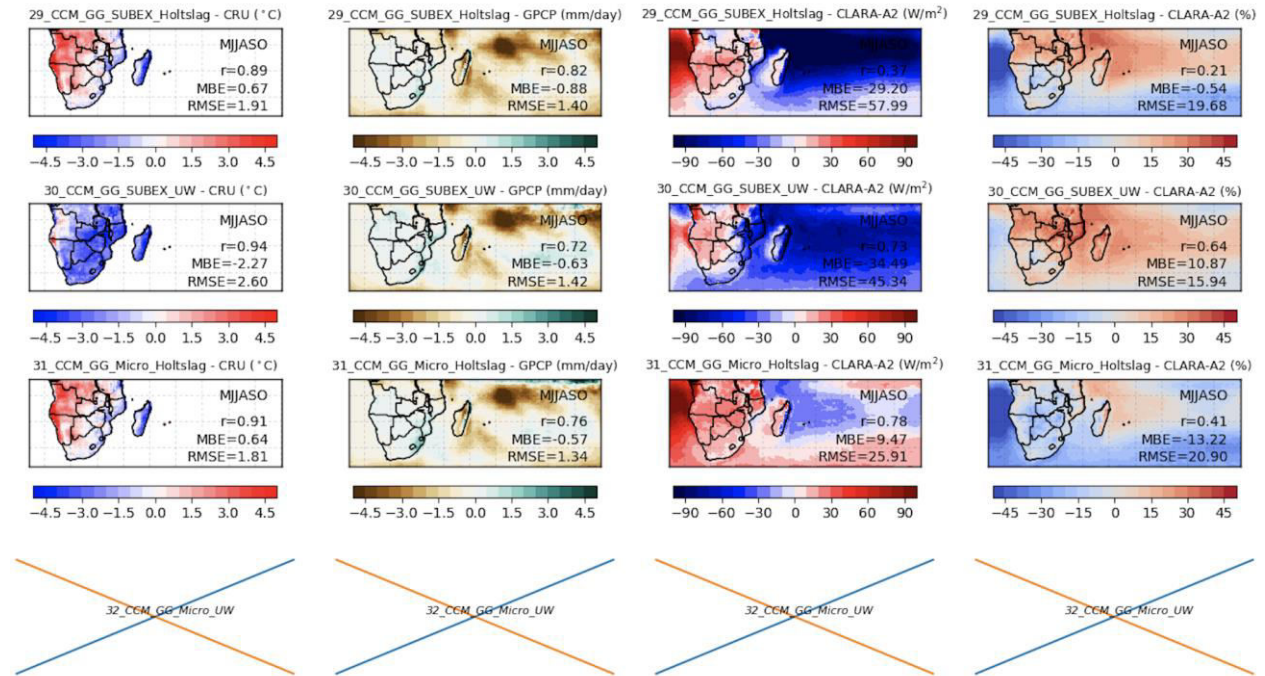 29_CCM_GG_SUBEX_Holtslag - CRU (°C)
MJJASO
r=0.89
MBE=0.67
RMSE=1.91
−4.5 −3.0 −1.5 0.0 1.5 3.0 4.5
29_CCM_GG_SUBEX_Holtslag - GPCP (mm/day)
MJJASO
r=0.82
MBE=-0.88
RMSE=1.40
−4.5 −3.0 −1.5 0.0 1.5 3.0 4.5
29_CCM_GG_SUBEX_Holtslag - CLARA-A2 (W/m²)
MJJASO
r=0.37
MBE=-29.20
RMSE=57.99
−90 −60 −30 0 30 60 90
29_CCM_GG_SUBEX_Holtslag - CLARA-A2 (%)
MJJASO
r=0.21
MBE=-0.54
RMSE=19.68
−45 −30 −15 0 15 30 45
30_CCM_GG_SUBEX_UW - CRU (°C)
MJJASO
r=0.94
MBE=-2.27
RMSE=2.60
−4.5 −3.0 −1.5 0.0 1.5 3.0 4.5
30_CCM_GG_SUBEX_UW - GPCP (mm/day)
MJJASO
r=0.72
MBE=-0.63
RMSE=1.42
−4.5 −3.0 −1.5 0.0 1.5 3.0 4.5
30_CCM_GG_SUBEX_UW - CLARA-A2 (W/m²)
MJJASO
r=0.73
MBE=-34.49
RMSE=45.34
−90 −60 −30 0 30 60 90
30_CCM_GG_SUBEX_UW - CLARA-A2 (%)
MJJASO
r=0.64
MBE=10.87
RMSE=15.94
−45 −30 −15 0 15 30 45
31_CCM_GG_Micro_Holtslag - CRU (°C)
MJJASO
r=0.91
MBE=0.64
RMSE=1.81
−4.5 −3.0 −1.5 0.0 1.5 3.0 4.5
31_CCM_GG_Micro_Holtslag - GPCP (mm/day)
MJJASO
r=0.76
MBE=-0.57
RMSE=1.34
−4.5 −3.0 −1.5 0.0 1.5 3.0 4.5
31_CCM_GG_Micro_Holtslag - CLARA-A2 (W/m²)
MJJASO
r=0.78
MBE=9.47
RMSE=25.91
−90 −60 −30 0 30 60 90
31_CCM_GG_Micro_Holtslag - CLARA-A2 (%)
MJJASO
r=0.41
MBE=-13.22
RMSE=20.90
−45 −30 −15 0 15 30 45
32_CCM_GG_Micro_UW
32_CCM_GG_Micro_UW
32_CCM_GG_Micro_UW
32_CCM_GG_Micro_UW